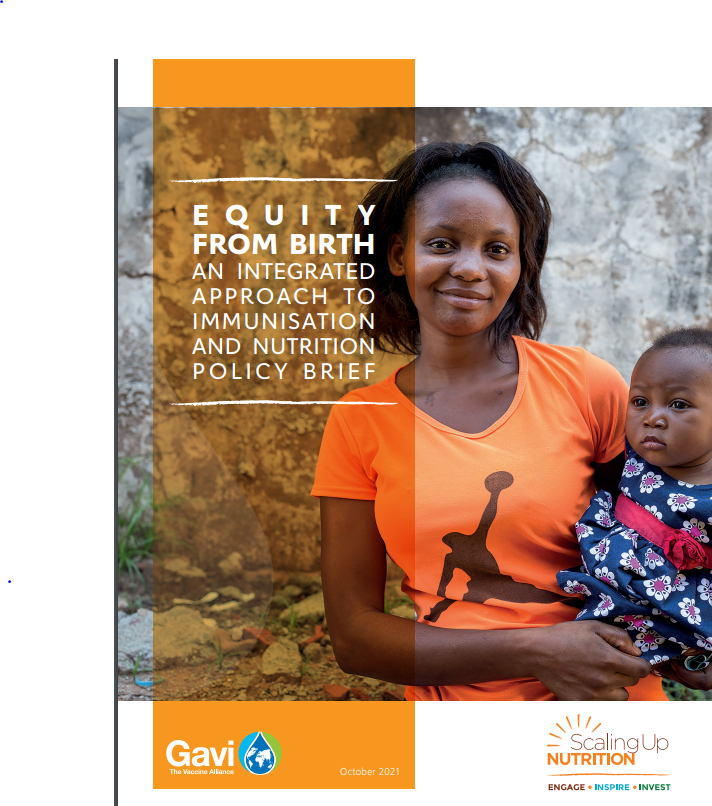 EQUITY
FROM BIRTH
AN INTEGRATED
APPROACH TO
IMMUNISATION
AND NUTRITION
POLICY BRIEF
Gavi
The Vaccine Alliance
October 2021
Scaling Up
NUTRITION
ENGAGE • INSPIRE • INVEST